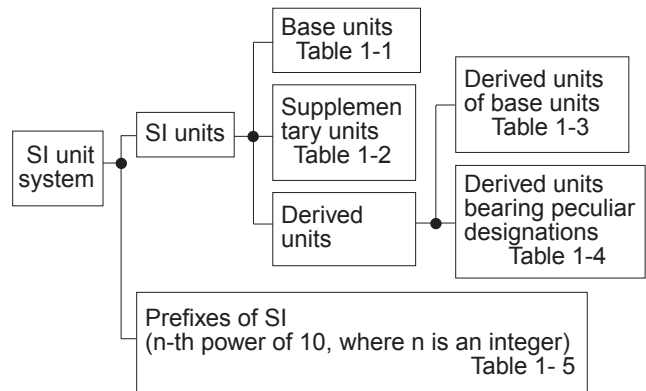 SI unit
system
SI units
Base units
Table 1-1
Supplemen
tary units
Table 1-2
Derived
units
Derived units
of base units
Table 1-3
Derived units
bearing peculiar
designations
Table 1-4
Prefixes of SI
(n-th power of 10, where n is an integer)
Table 1- 5